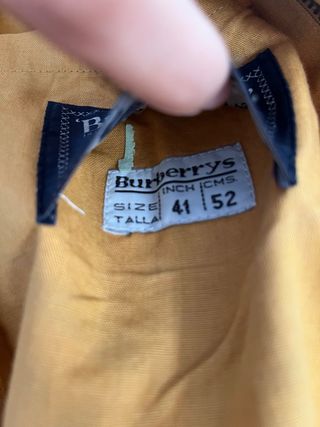 'B
Burberrys
INCH CMS.
SIZE
TALLA 41 52